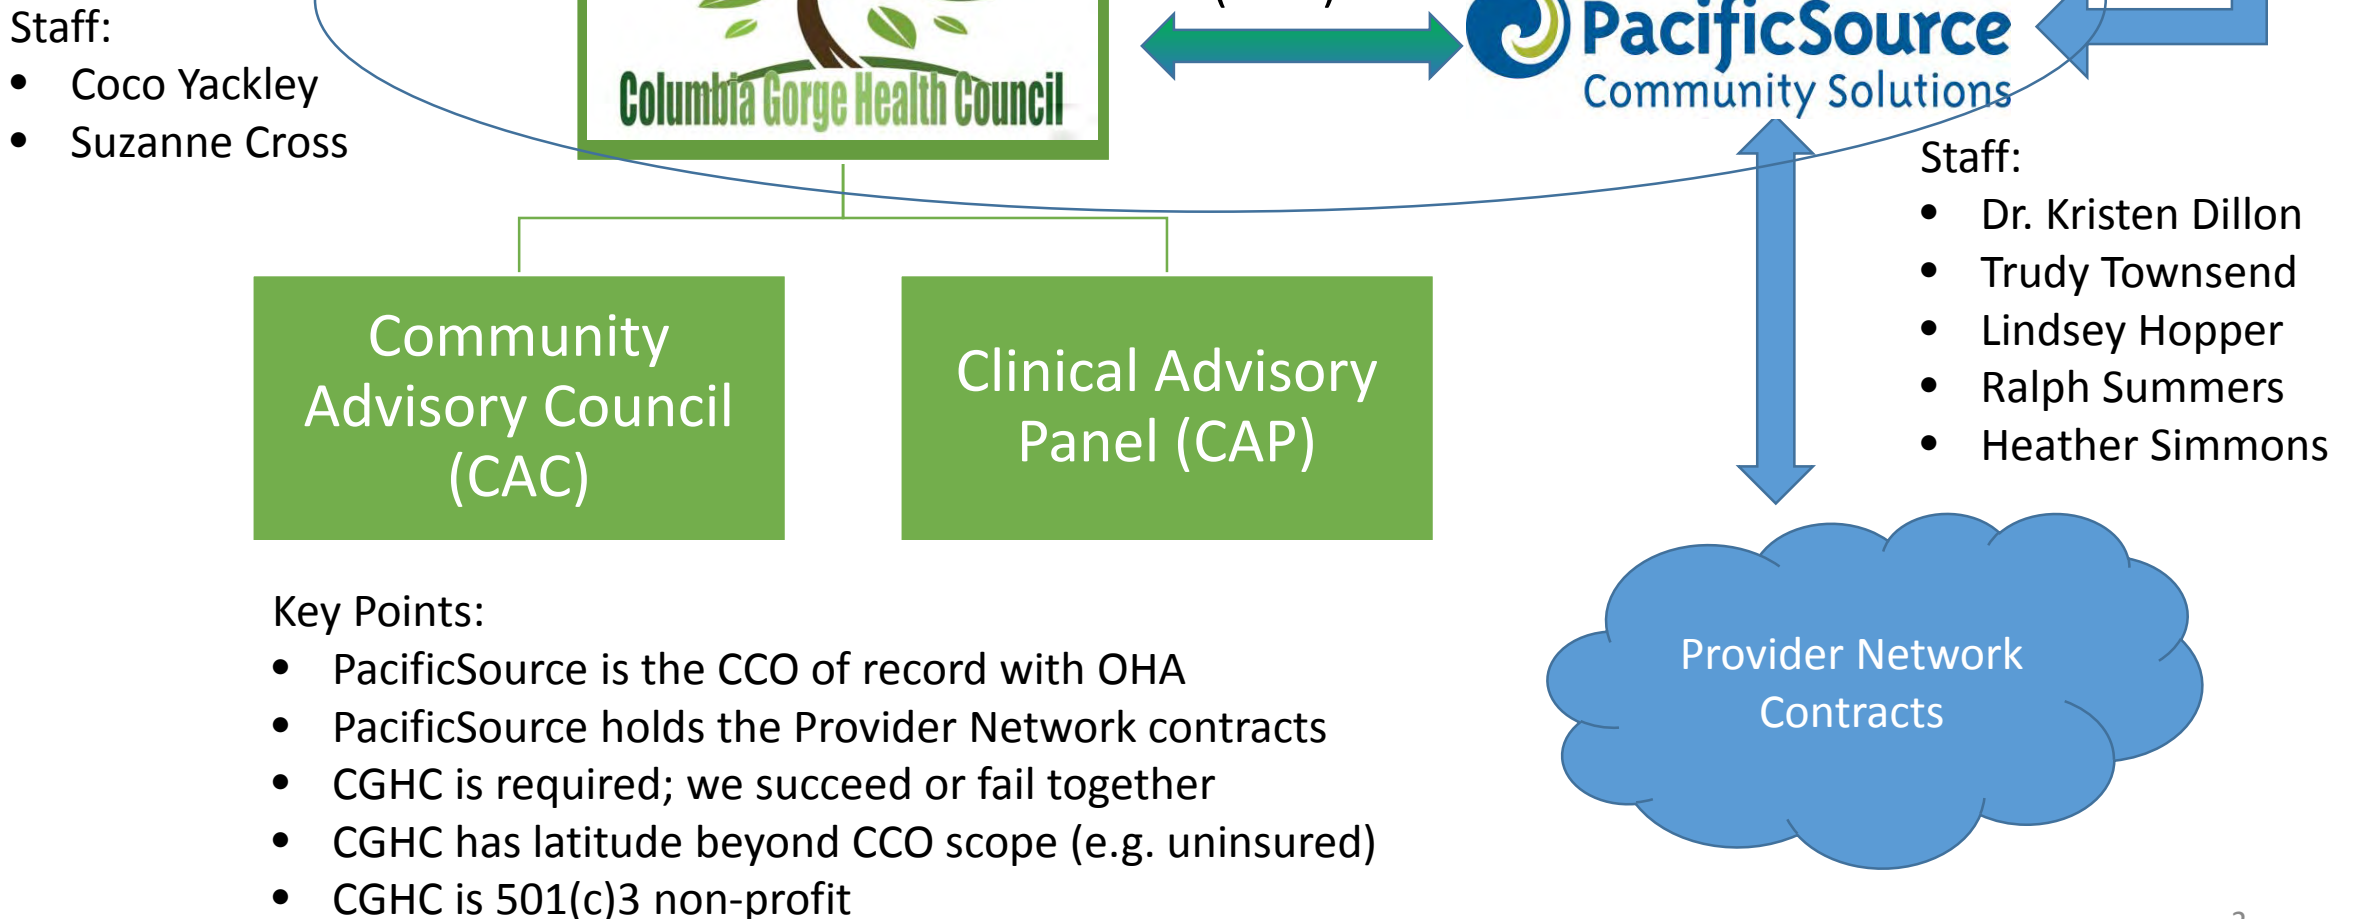 Staff:
• Coco Yackley
• Suzanne Cross
Columbia Gorge Health Council
PacificSource
Community Solutions
Staff:
• Dr. Kristen Dillon
• Trudy Townsend
• Lindsey Hopper
• Ralph Summers
• Heather Simmons
Community
Advisory Council
(CAC)
Clinical Advisory
Panel (CAP)
Provider Network
Contracts
Key Points:
• PacificSource is the CCO of record with OHA
• PacificSource holds the Provider Network contracts
• CGHC is required; we succeed or fail together
• CGHC has latitude beyond CCO scope (e.g. uninsured)
• CGHC is 501(c)3 non-profit